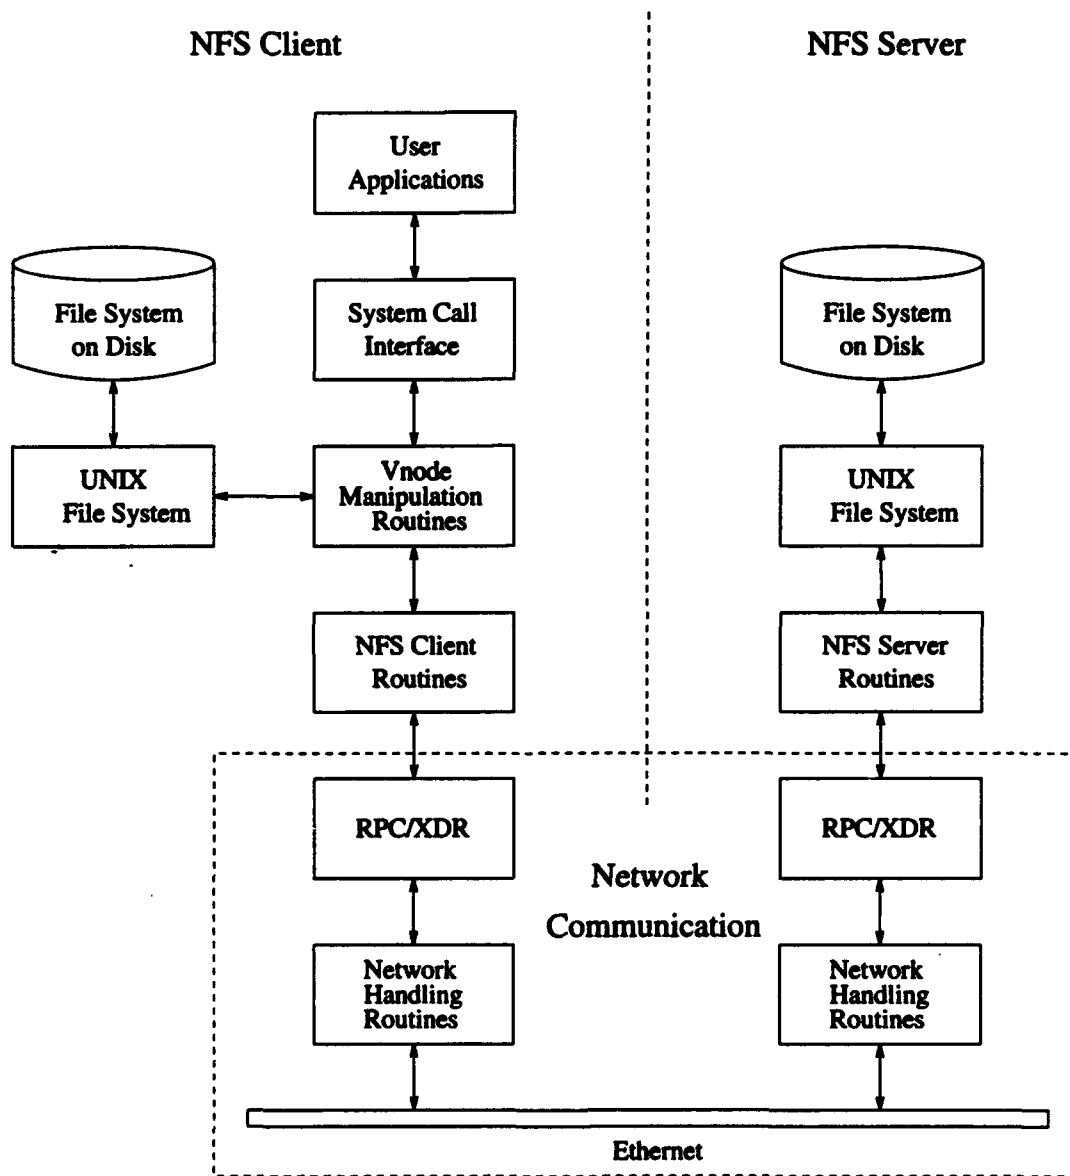 NFS Client
NFS Server
User
Applications
File System
on Disk
System Call
Interface
File System
on Disk
UNIX
File System
Vnode
Manipulation
Routines
UNIX
File System
NFS Client
Routines
NFS Server
Routines
RPC/XDR
RPC/XDR
Network
Communication
Network
Handling
Routines
Network
Handling
Routines
Ethernet